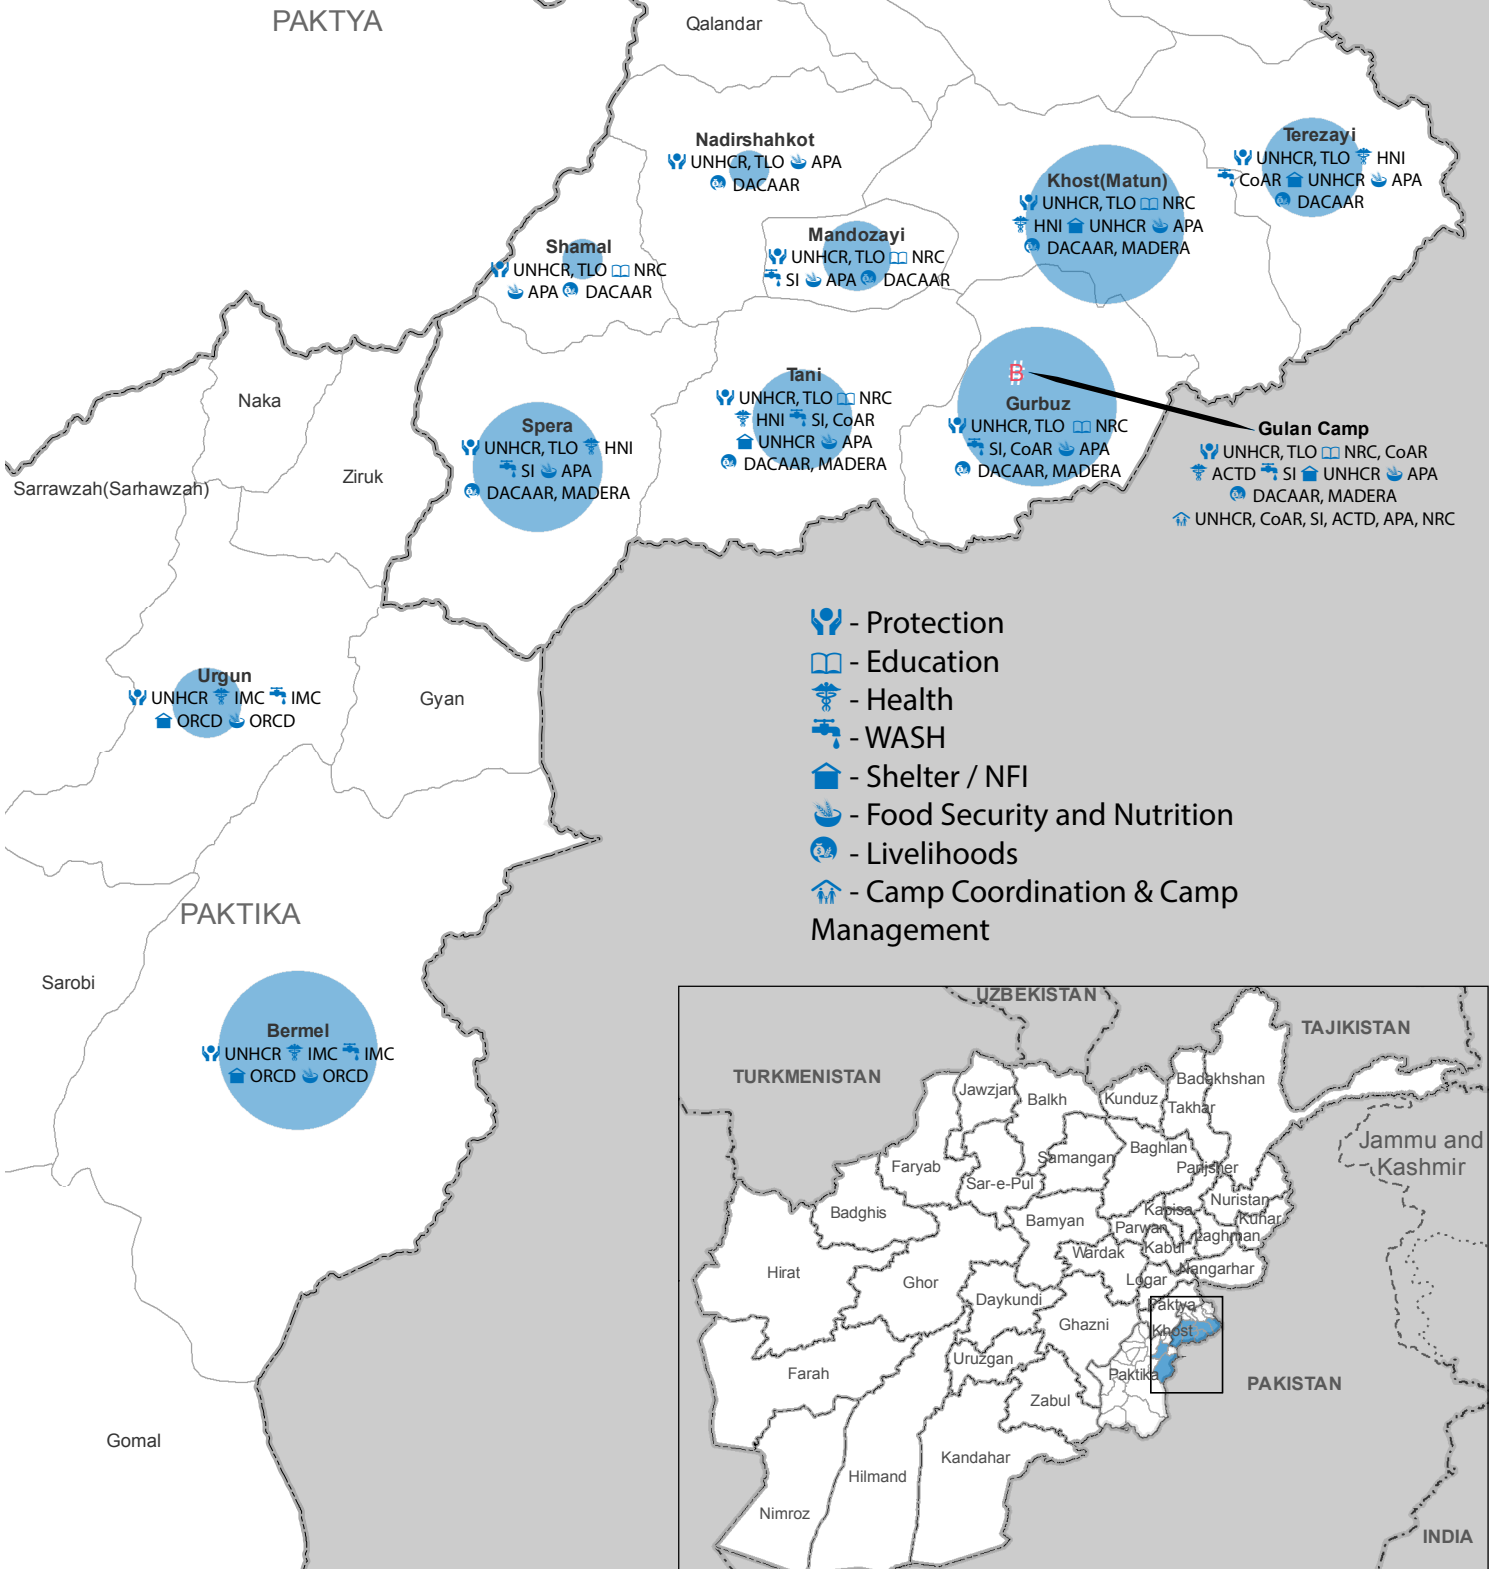 PAKTYA
Qalandar
Nadirshahkot
UNHCR, TLO APA
DACAAR
Terezayi
UNHCR, TLO HNI
CoAR UNHCR APA
DACAAR
Khost(Matun)
UNHCR, TLO NRC
HNI UNHCR APA
DACAAR, MADERA
Shamal
UNHCR, TLO NRC
APA DACAAR
Mandozayi
UNHCR, TLO NRC
SI APA DACAAR
Naka
Ziruk
Sarrawzah(Sarhawzah)
Spera
UNHCR, TLO HNI
SI APA
DACAAR, MADERA
Tani
UNHCR, TLO NRC
HNI SI, CoAR
UNHCR APA
DACAAR, MADERA
Gurbuz
UNHCR, TLO NRC
SI, CoAR APA
DACAAR, MADERA
Gulan Camp
UNHCR, TLO NRC, CoAR
ACTD SI UNHCR APA
DACAAR, MADERA
UNHCR, CoAR, SI, ACTD, APA, NRC
- Protection
- Education
- Health
- WASH
- Shelter / NFI
- Food Security and Nutrition
- Livelihoods
- Camp Coordination & Camp
Management
Urgun
UNHCR IMC IMC
ORCD ORCD
Gyan
PAKTIKA
Sarobi
Bermel
UNHCR IMC IMC
ORCD ORCD
Gomal
UZBEKISTAN
TAJIKISTAN
TURKMENISTAN
Jawzjan
Balkh
Kunduz
Badakhshan
Takhar
Jammu and
Kashmir
Faryab
Samangan
Baghlan
Panjsher
Sar-e-Pul
Badghis
Bamyan
Kapisa
Nuristan
Kunar
Parwan
Laghman
Wardak
Kabul
Nangarhar
Hirat
Ghor
Logar
Daykundi
Paktya
Ghazni
Khost
Farah
Uruzgan
Paktika
PAKISTAN
Zabul
Kandahar
Hilmand
Nimroz
INDIA